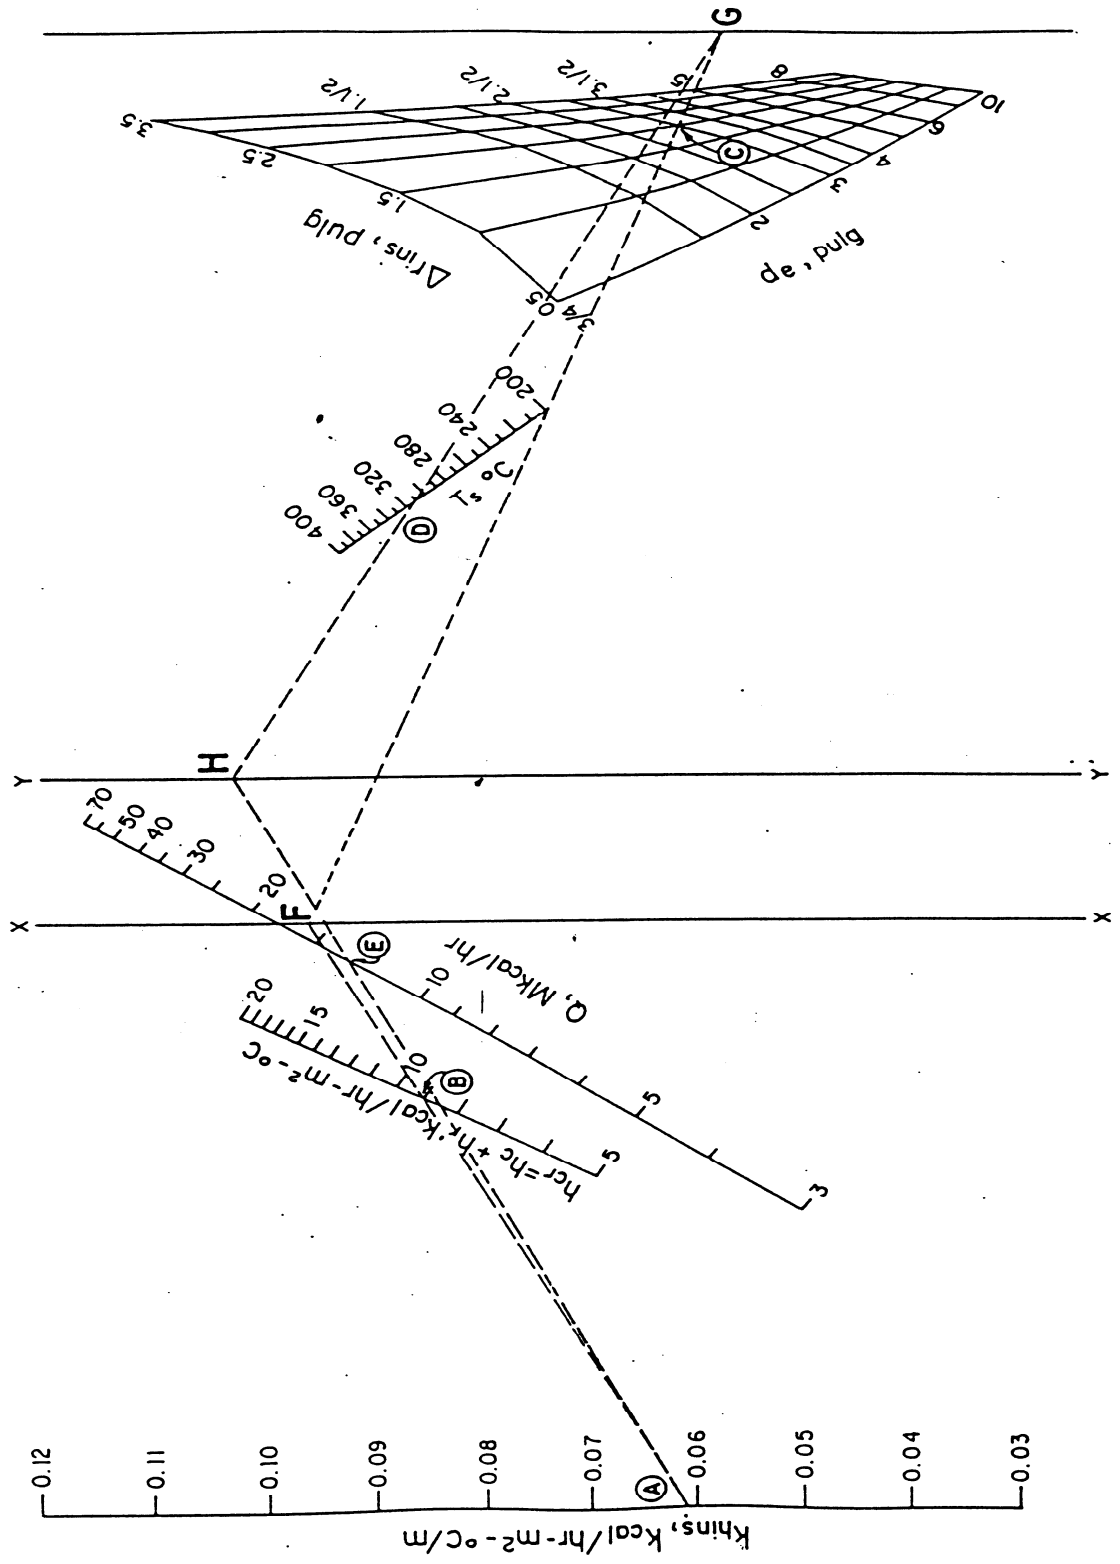 0.12
0.11
0.10
0.09
0.08
0.07
0.06
0.05
0.04
0.03
Khins, Kcal/hr-m²-°C/m
A
20
15
10
5
hcr=hc + hr, Kcal/hr-m²-°C
B
70
50
40
30
20
10
5
3
Q, MKcal/hr
E
X
F
X
Y
H
Y'
400
360
320
280
240
200
Ts °C
D
3.5
2.5
1.5
0.5
Δrins, pulg
3/4
1.1/2
2.1/2
3.1/2
5
8
2
3
4
6
10
de, pulg
C
G